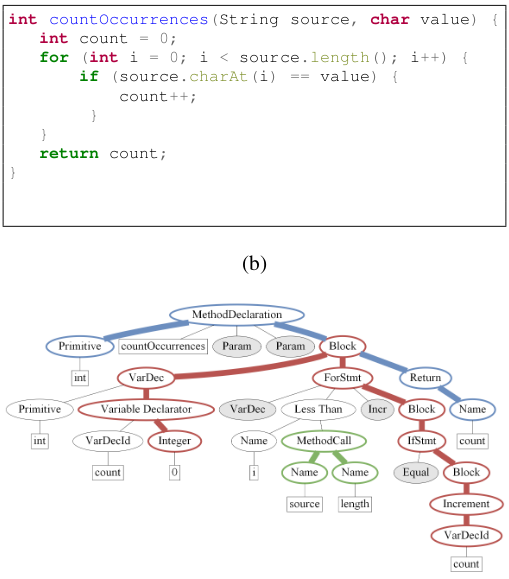 int countOccurrences(String source, char value) {
int count = 0;
for (int i = 0; i < source.length(); i++) {
if (source.charAt(i) == value) {
count++;
}
}
return count;
}
(b)
MethodDeclaration
Primitive countOccurrences Param Param Block
int VarDec ForStmt Return
Primitive Variable Declarator VarDec Less Than Incr Block Name
int VarDecId Integer Name MethodCall IfStmt count
count 0 i Name Name Equal Block
source length Increment
VarDecId
count